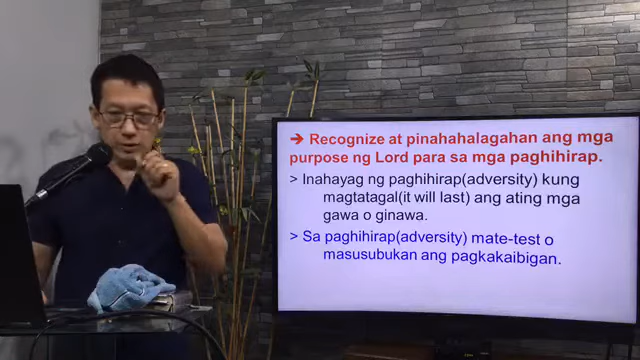 ➔ Recognize at pinahahalagahan ang mga
purpose ng Lord para sa mga paghihirap.
> Inahayag ng paghihirap(adversity) kung
magtatagal(it will last) ang ating mga
gawa o ginawa.
> Sa paghihirap(adversity) mate-test o
masusubukan ang pagkakaibigan.